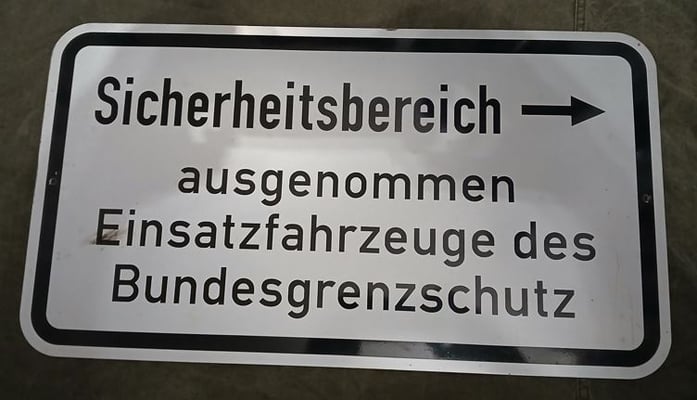 Sicherheitsbereich →
ausgenommen
Einsatzfahrzeuge des
Bundesgrenzschutz